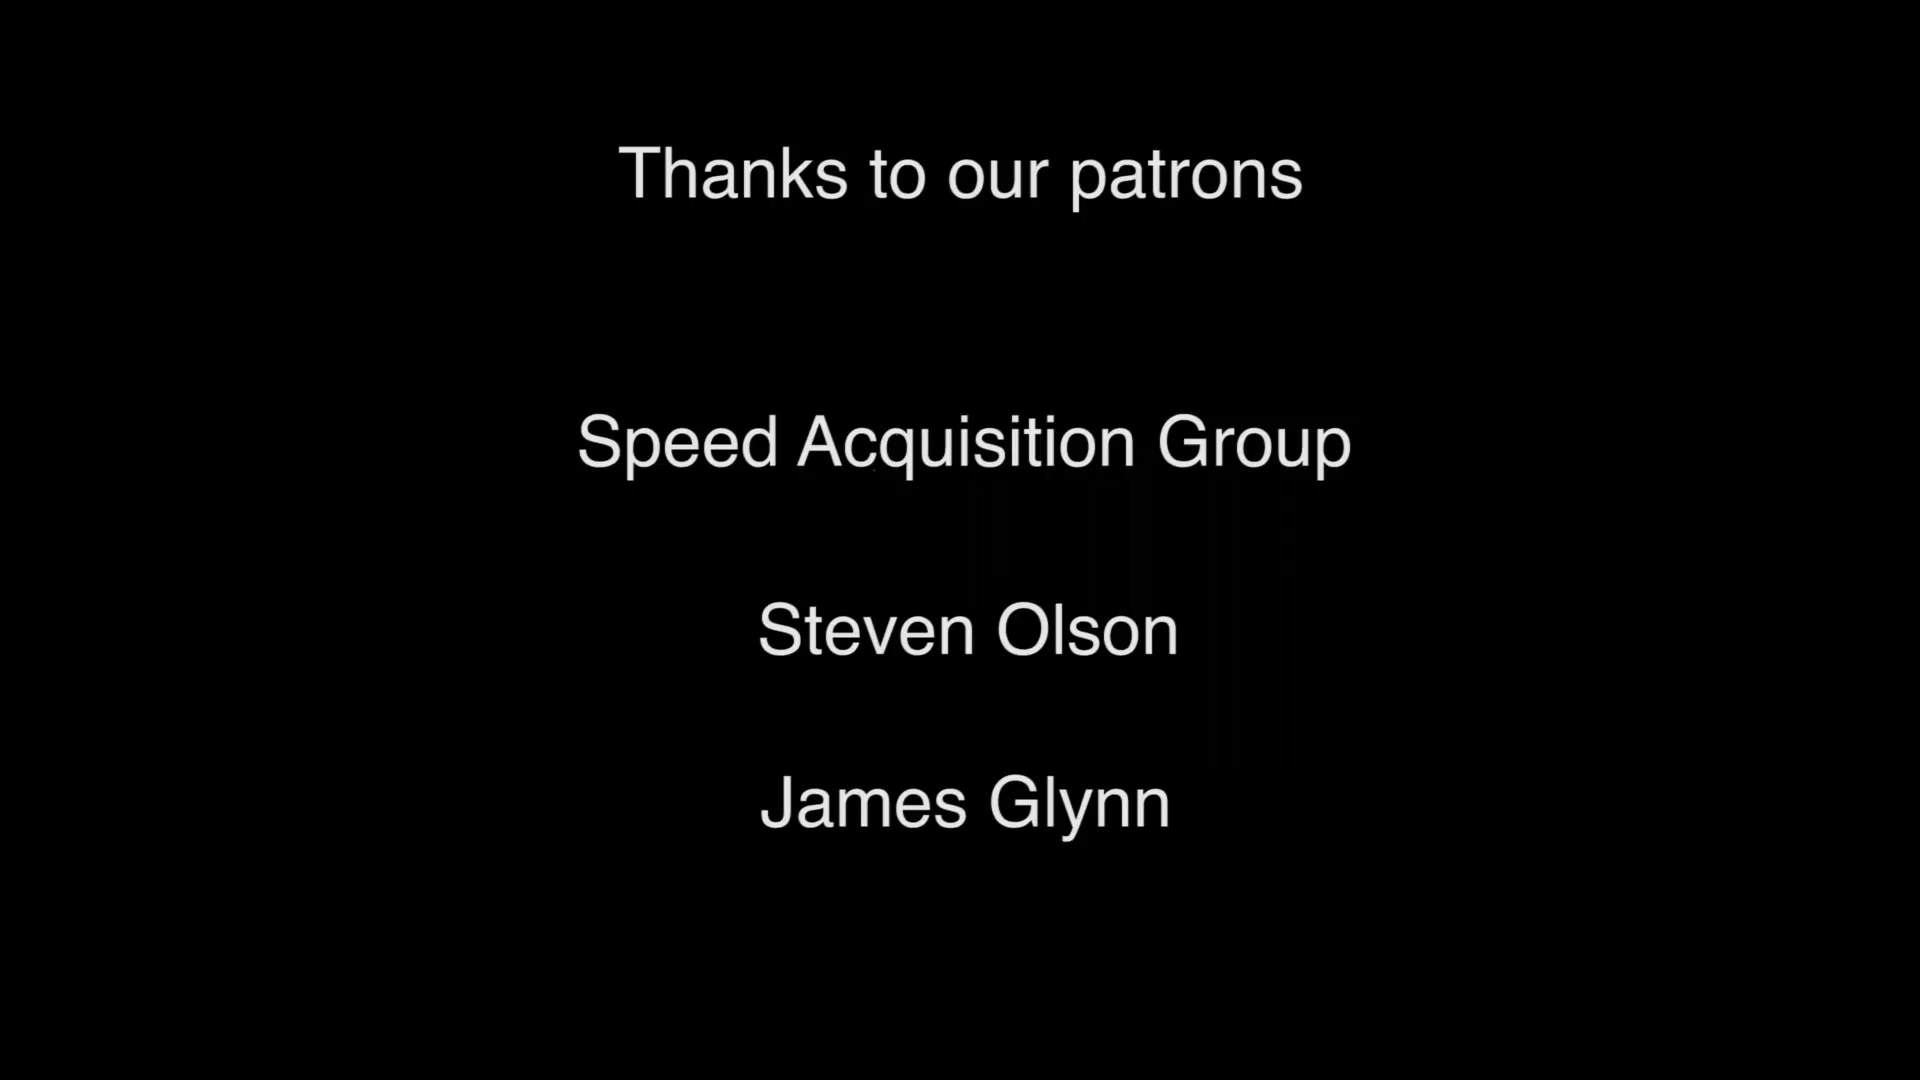 Thanks to our patrons
Speed Acquisition Group
Steven Olson
James Glynn